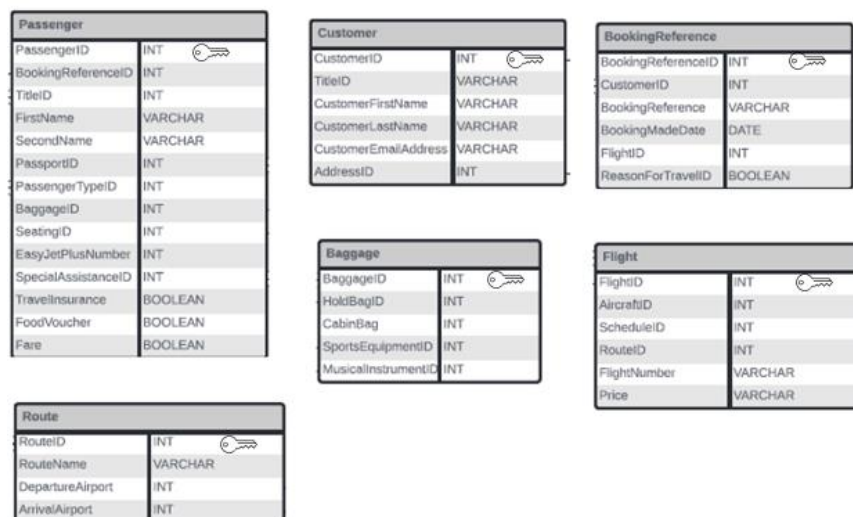 Passenger
PassengerID INT
BookingReferenceID INT
TitleID INT
FirstName VARCHAR
SecondName VARCHAR
PassportID INT
PassengerTypeID INT
BaggageID INT
SeatingID INT
EasyJetPlusNumber INT
SpecialAssistanceID INT
TravelInsurance BOOLEAN
FoodVoucher BOOLEAN
Fare BOOLEAN
Customer
CustomerID INT
TitleID VARCHAR
CustomerFirstName VARCHAR
CustomerLastName VARCHAR
CustomerEmailAddress VARCHAR
AddressID INT
BookingReference
BookingReferenceID INT
CustomerID INT
BookingReference VARCHAR
BookingMadeDate DATE
FlightID INT
ReasonForTravelID BOOLEAN
Baggage
BaggageID INT
HoldBagID INT
CabinBag INT
SportsEquipmentID INT
MusicalInstrumentID INT
Flight
FlightID INT
AircraftID INT
ScheduleID INT
RouteID INT
FlightNumber VARCHAR
Price VARCHAR
Route
RouteID INT
RouteName VARCHAR
DepartureAirport INT
ArrivalAirport INT